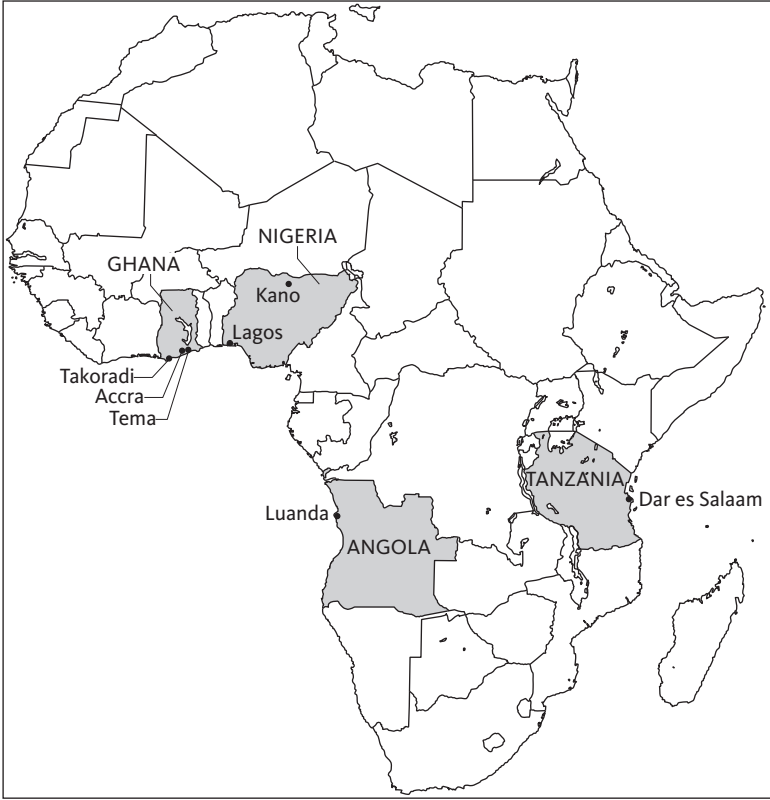 NIGERIA
GHANA
Kano
Lagos
Takoradi
Accra
Tema
TANZANIA
Dar es Salaam
Luanda
ANGOLA